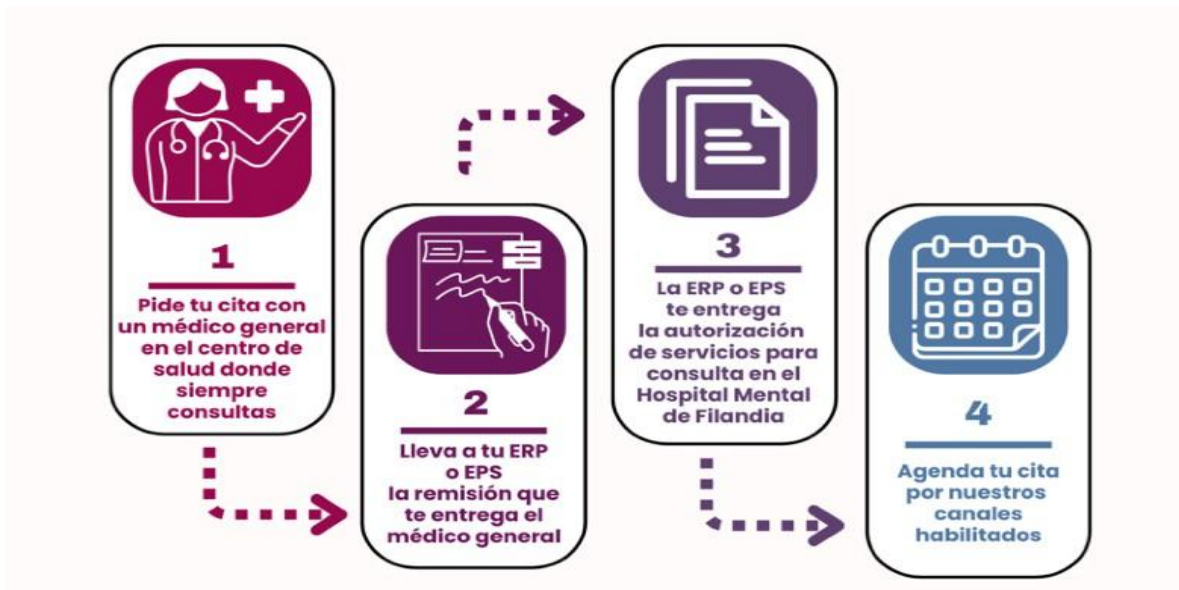 1
Pide tu cita con
un médico general
en el centro de
salud donde
siempre
consultas
2
Lleva a tu ERP
o EPS
la remisión que
te entrega el
médico general
3
La ERP o EPS
te entrega
la autorización
de servicios para
consulta en el
Hospital Mental
de Filandia
4
Agenda tu cita
por nuestros
canales
habilitados